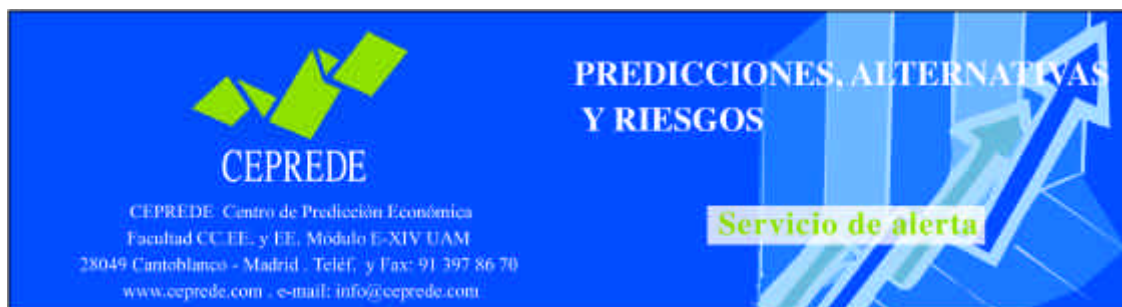 CEPREDE
CEPREDE Centro de Predicción Económica
Facultad CC.EE. y EE. Módulo E-XIV UAM
28049 Cantoblanco - Madrid . Teléf. y Fax: 91 397 86 70
www.ceprede.com . e-mail: info@ceprede.com
PREDICCIONES, ALTERNATIVAS
Y RIESGOS
Servicio de alerta